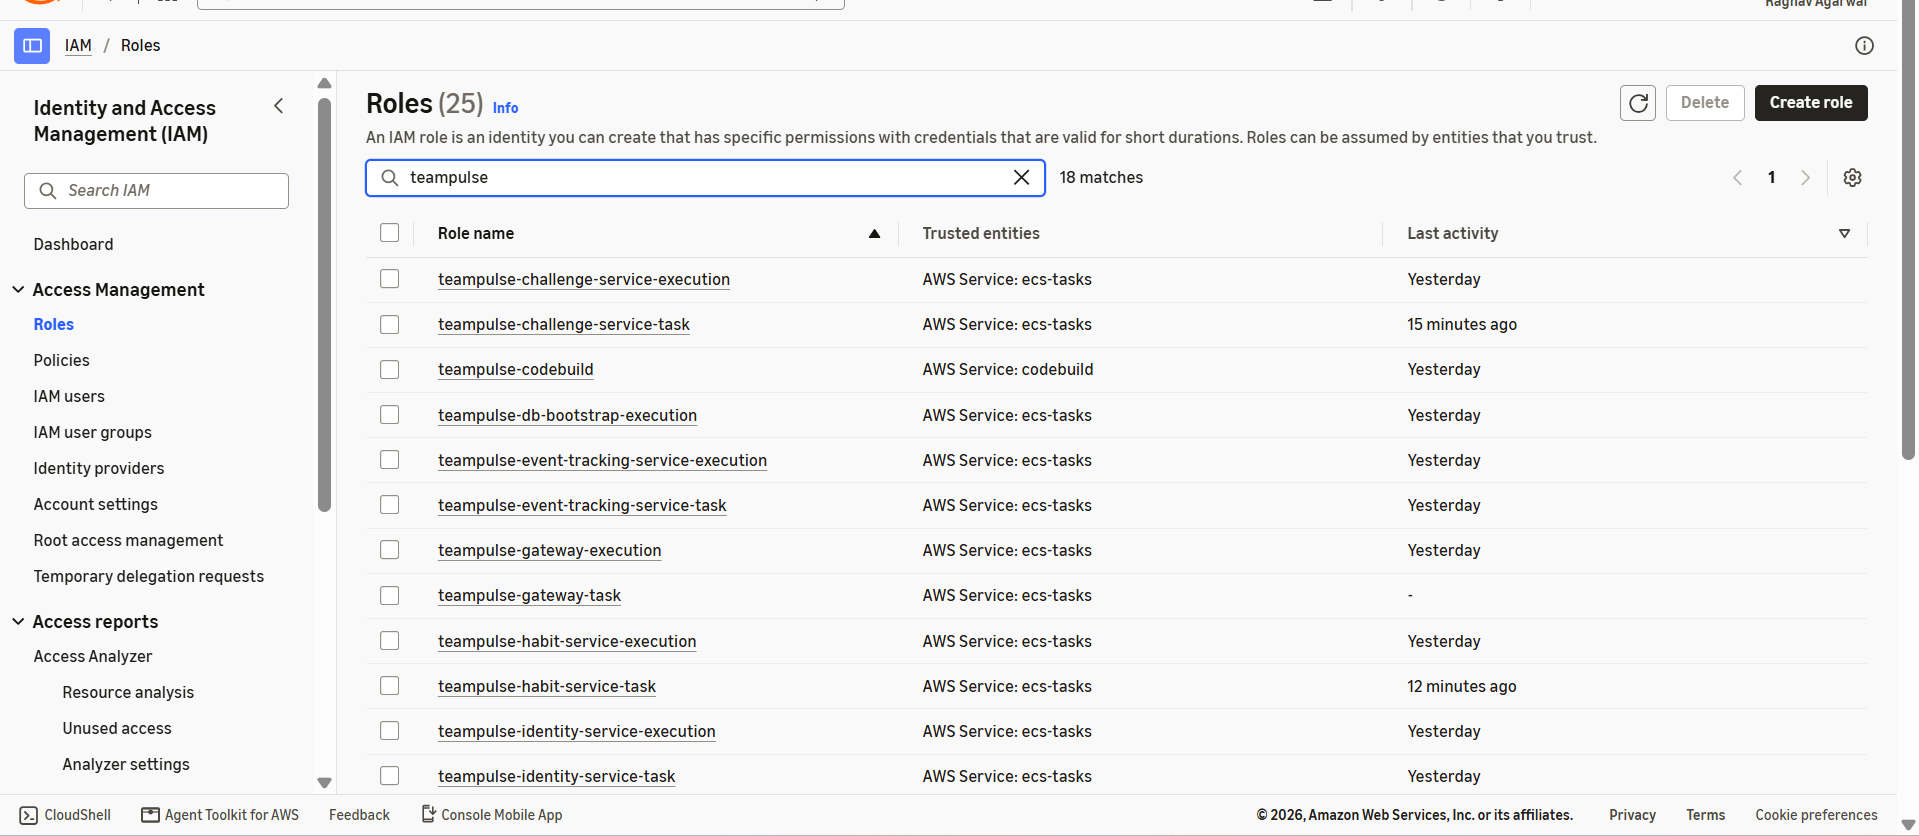 Raghav Agarwal
IAM / Roles
Identity and Access
Management (IAM)
Search IAM
Dashboard
Access Management
Roles
Policies
IAM users
IAM user groups
Identity providers
Account settings
Root access management
Temporary delegation requests
Access reports
Access Analyzer
Resource analysis
Unused access
Analyzer settings
Roles (25) Info
Delete
Create role
An IAM role is an identity you can create that has specific permissions with credentials that are valid for short durations. Roles can be assumed by entities that you trust.
teampulse
18 matches
1
Role name Trusted entities Last activity
teampulse-challenge-service-execution AWS Service: ecs-tasks Yesterday
teampulse-challenge-service-task AWS Service: ecs-tasks 15 minutes ago
teampulse-codebuild AWS Service: codebuild Yesterday
teampulse-db-bootstrap-execution AWS Service: ecs-tasks Yesterday
teampulse-event-tracking-service-execution AWS Service: ecs-tasks Yesterday
teampulse-event-tracking-service-task AWS Service: ecs-tasks Yesterday
teampulse-gateway-execution AWS Service: ecs-tasks Yesterday
teampulse-gateway-task AWS Service: ecs-tasks -
teampulse-habit-service-execution AWS Service: ecs-tasks Yesterday
teampulse-habit-service-task AWS Service: ecs-tasks 12 minutes ago
teampulse-identity-service-execution AWS Service: ecs-tasks Yesterday
teampulse-identity-service-task AWS Service: ecs-tasks Yesterday
CloudShell Agent Toolkit for AWS Feedback Console Mobile App © 2026, Amazon Web Services, Inc. or its affiliates. Privacy Terms Cookie preferences